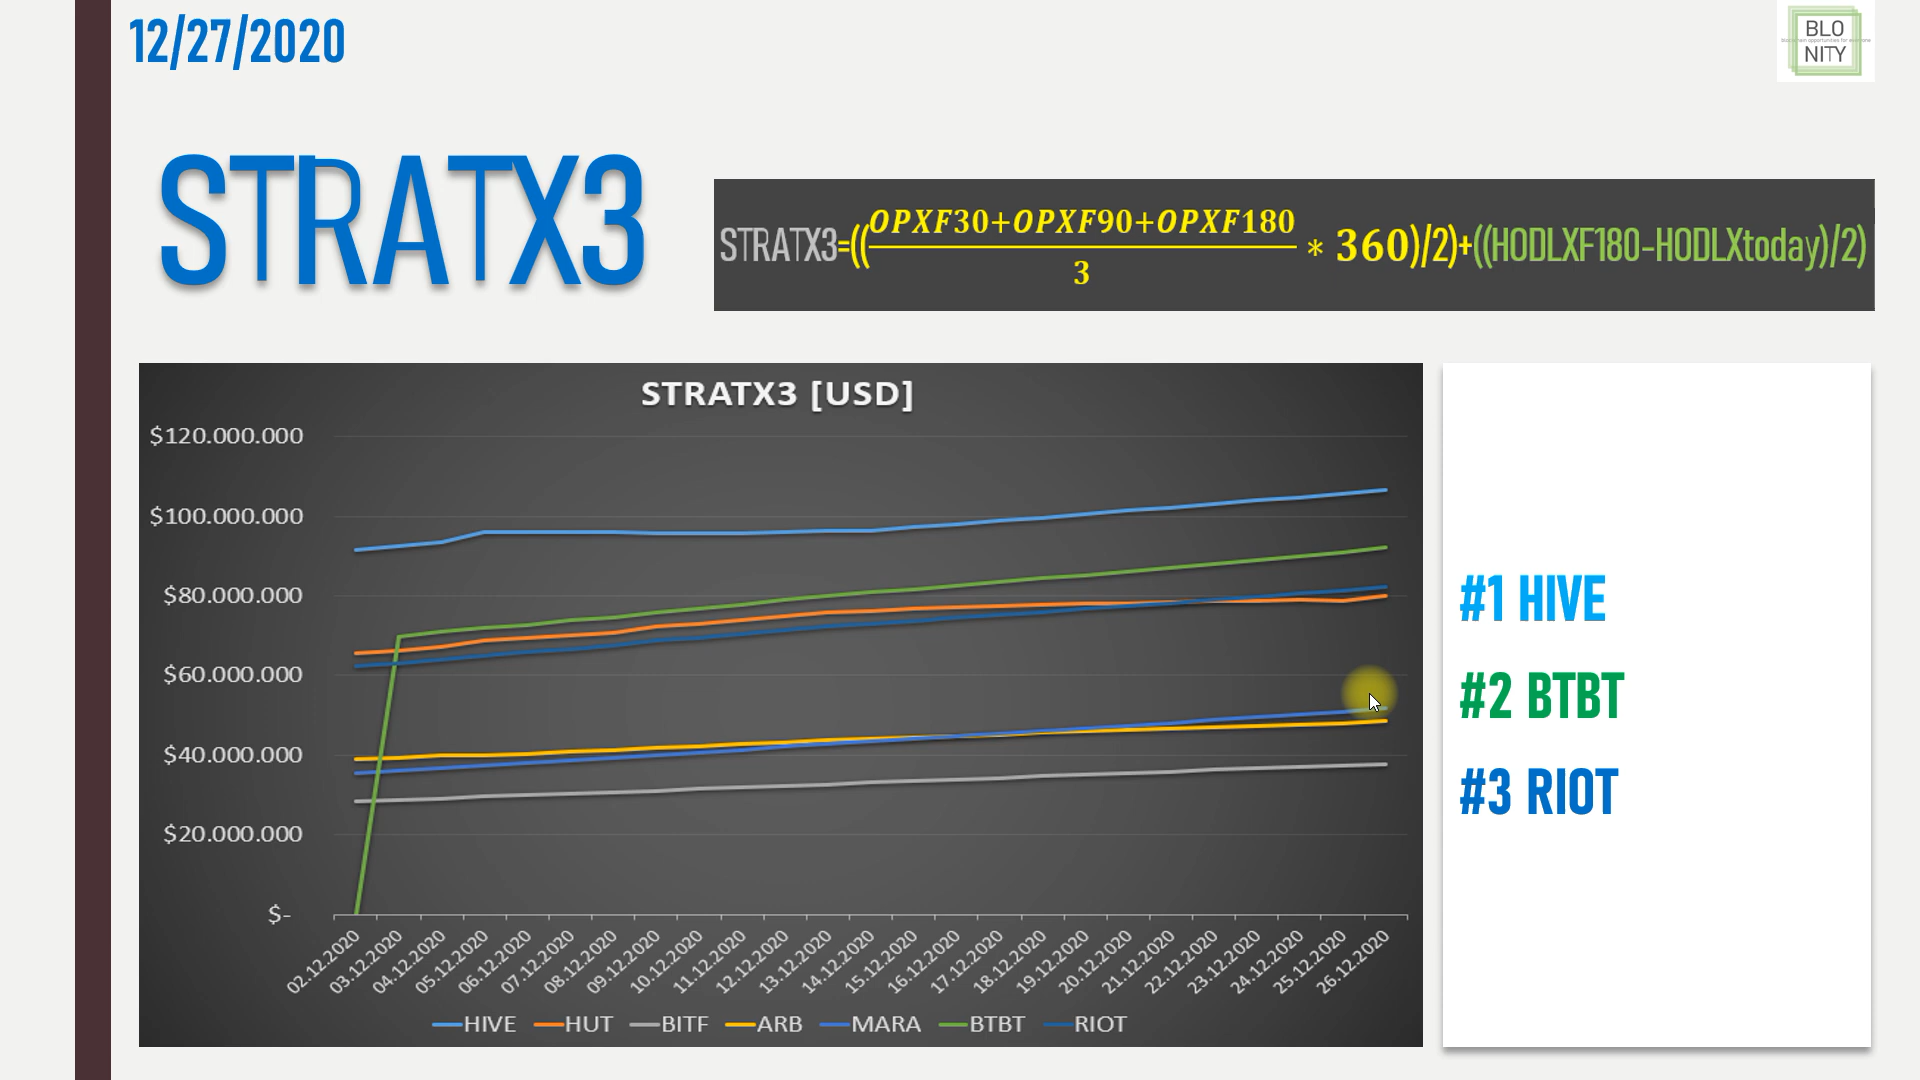 12/27/2020
BLO
NITY
STRATX3
STRATX3=((OPXF30+OPXF90+OPXF180/3 * 360)/2)+((HODLXF180-HODLXtoday)/2)
STRATX3 [USD]
$120.000.000
$100.000.000
$80.000.000
$60.000.000
$40.000.000
$20.000.000
$-
02.12.2020 03.12.2020 04.12.2020 05.12.2020 06.12.2020 07.12.2020 08.12.2020 09.12.2020 10.12.2020 11.12.2020 12.12.2020 13.12.2020 14.12.2020 15.12.2020 16.12.2020 17.12.2020 18.12.2020 19.12.2020 20.12.2020 21.12.2020 22.12.2020 23.12.2020 24.12.2020 25.12.2020 26.12.2020
HIVE HUT BITF ARB MARA BTBT RIOT
#1 HIVE
#2 BTBT
#3 RIOT